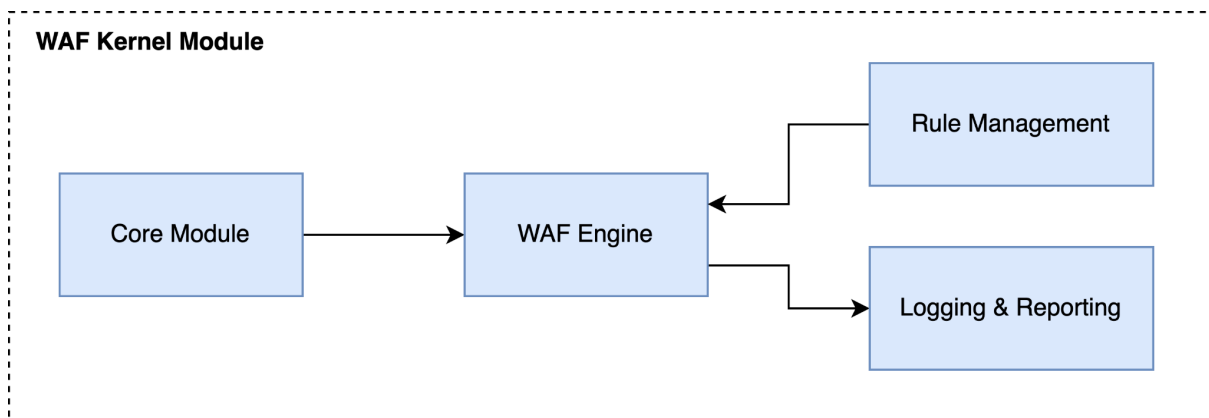 WAF Kernel Module
Rule Management
Core Module
WAF Engine
Logging & Reporting